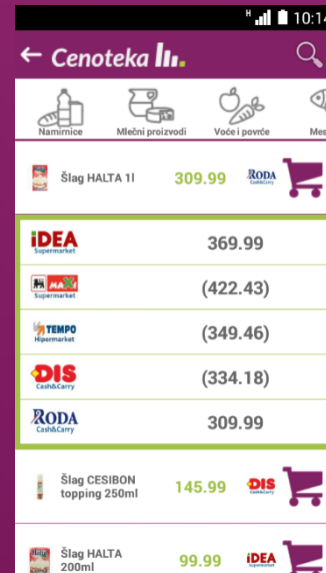 H 10:14
Cenoteka
Namirnice Mlečni proizvodi Voće i povrće Mes
Šlag HALTA 1l 309.99 RODA Cash&Carry
iDEA Supermarket 369.99
MAXI Supermarket (422.43)
TEMPO Hipermarket (349.46)
DIS Cash&Carry (334.18)
RODA Cash&Carry 309.99
Šlag CESIBON
topping 250ml 145.99 DIS Cash&Carry
Šlag HALTA
200ml 99.99 iDEA Supermarket